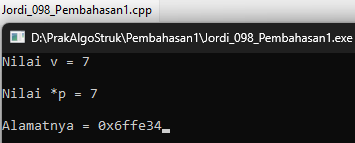 Jordi_098_Pembahasan1.cpp
D:\PrakAlgoStruk\Pembahasan1\Jordi_098_Pembahasan1.exe
Nilai v = 7
Nilai *p = 7
Alamatnya = 0x6ffe34